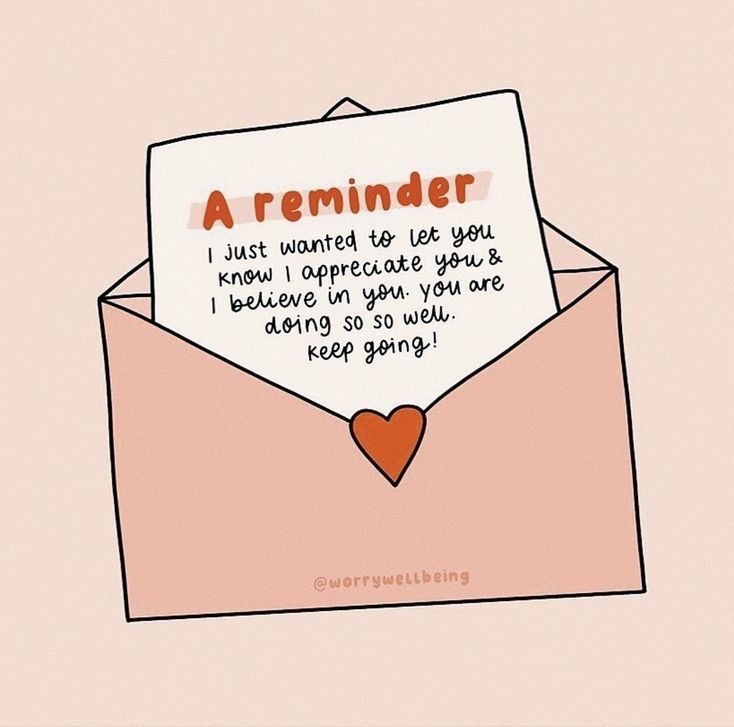 A reminder
I just wanted to let you
know I appreciate you &
I believe in you. you are
doing so so well.
keep going!
@worrywellbeing